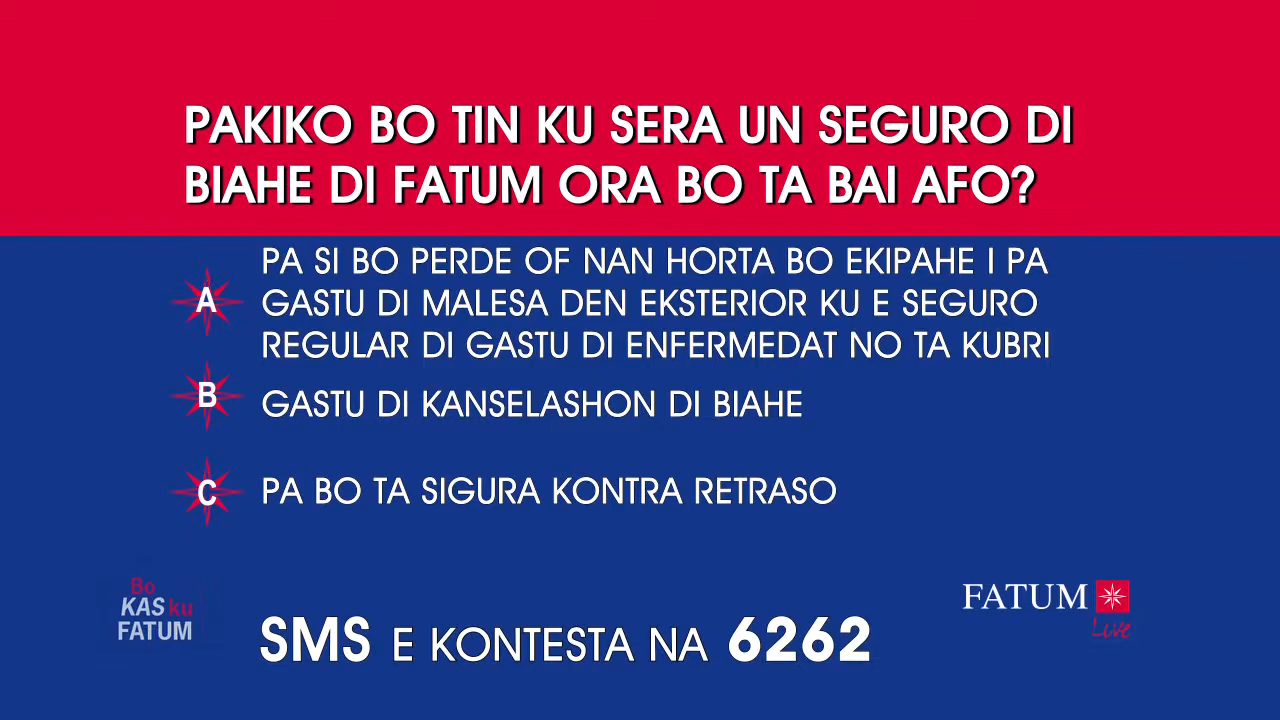 PAKIKO BO TIN KU SERA UN SEGURO DI
BIAHE DI FATUM ORA BO TA BAI AFO?
A
PA SI BO PERDE OF NAN HORTA BO EKIPAHE I PA
GASTU DI MALESA DEN EKSTERIOR KU E SEGURO
REGULAR DI GASTU DI ENFERMEDAT NO TA KUBRI
B
GASTU DI KANSELASHON DI BIAHE
C
PA BO TA SIGURA KONTRA RETRASO
Bo
KAS ku
FATUM
SMS E KONTESTA NA 6262
FATUM
Live